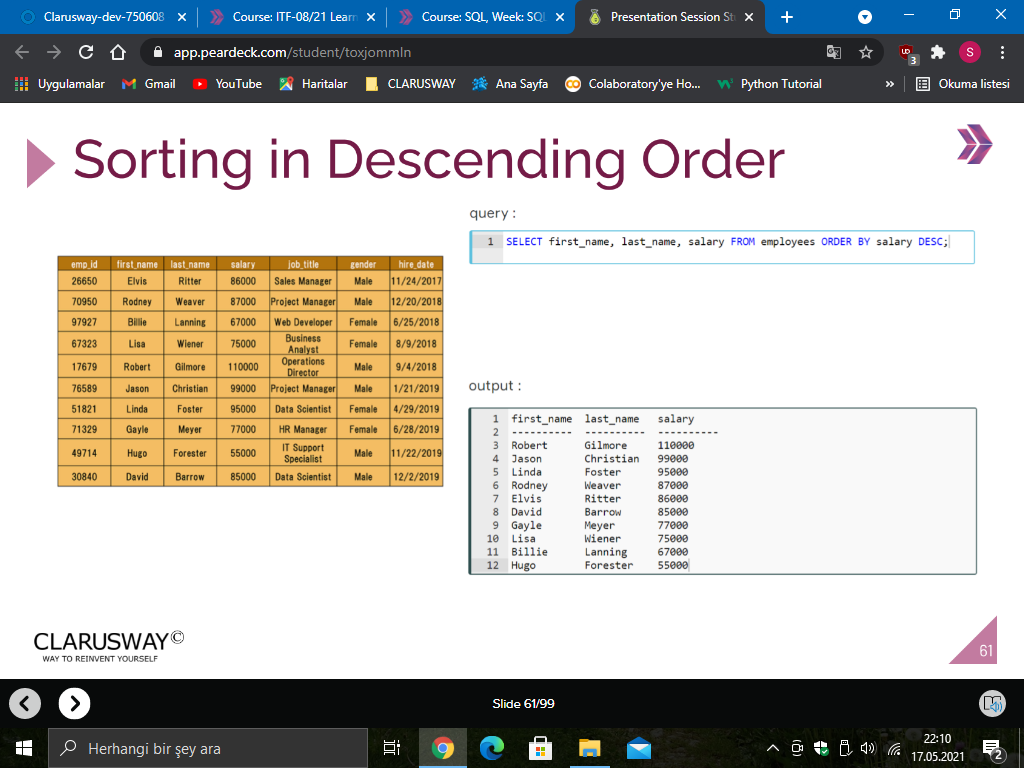 Clarusway-dev-750608
Course: ITF-08/21 Learn
Course: SQL, Week: SQL
Presentation Session St
app.peardeck.com/student/toxjommln
S
3
Uygulamalar
Gmail
YouTube
Haritalar
CLARUSWAY
Ana Sayfa
Colaboratory'ye Ho...
Python Tutorial
»
Okuma listesi
Sorting in Descending Order
query :
1 SELECT first_name, last_name, salary FROM employees ORDER BY salary DESC;
emp_id first_name last_name salary job_title gender hire_date
26650 Elvis Ritter 86000 Sales Manager Male 11/24/2017
70950 Rodney Weaver 87000 Project Manager Male 12/20/2018
97927 Billie Lanning 67000 Web Developer Female 6/25/2018
67323 Lisa Wiener 75000 Business Analyst Female 8/9/2018
17679 Robert Gilmore 110000 Operations Director Male 9/4/2018
76589 Jason Christian 99000 Project Manager Male 1/21/2019
51821 Linda Foster 95000 Data Scientist Female 4/29/2019
71329 Gayle Meyer 77000 HR Manager Female 6/28/2019
49714 Hugo Forester 55000 IT Support Specialist Male 11/22/2019
30840 David Barrow 85000 Data Scientist Male 12/2/2019
output :
1 first_name last_name salary
2 ---------- ---------- ----------
3 Robert Gilmore 110000
4 Jason Christian 99000
5 Linda Foster 95000
6 Rodney Weaver 87000
7 Elvis Ritter 86000
8 David Barrow 85000
9 Gayle Meyer 77000
10 Lisa Wiener 75000
11 Billie Lanning 67000
12 Hugo Forester 55000
CLARUSWAY©
WAY TO REINVENT YOURSELF
61
Slide 61/99
Herhangi bir şey ara
22:10
17.05.2021
2